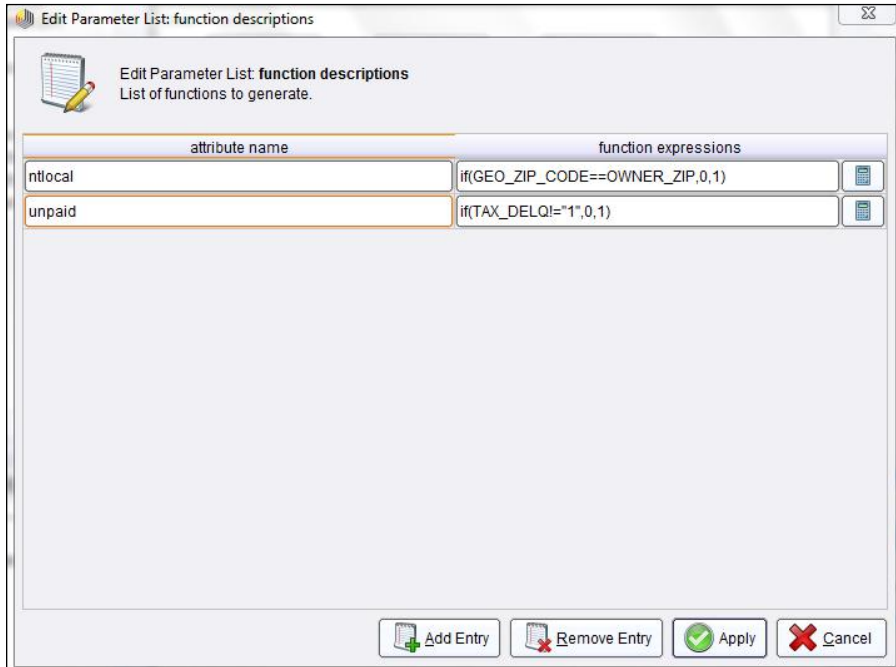 Edit Parameter List: function descriptions
Edit Parameter List: function descriptions
List of functions to generate.
attribute name function expressions
ntlocal if(GEO_ZIP_CODE==OWNER_ZIP,0,1)
unpaid if(TAX_DELQ!="1",0,1)
Add Entry Remove Entry Apply Cancel